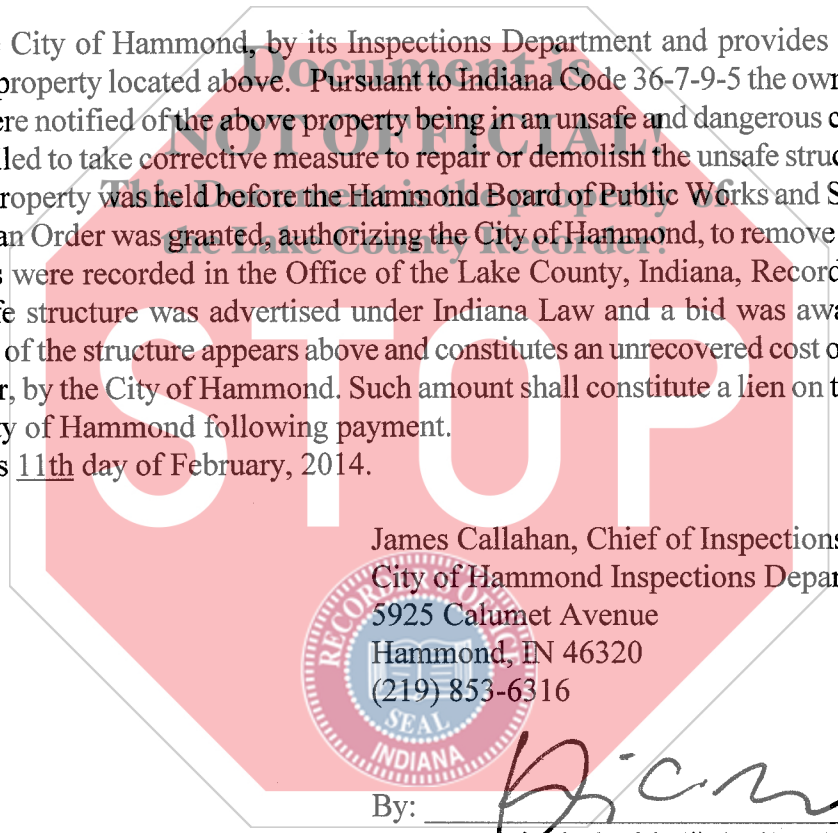 City of Hammond, by its Inspections Department and provides
property located above. Pursuant to Indiana Code 36-7-9-5 the own
ere notified of the above property being in an unsafe and dangerous c
led to take corrective measure to repair or demolish the unsafe struc
roperty was held before the Hammond Board of Public Works and S
an Order was granted, authorizing the City of Hammond, to remove
s were recorded in the Office of the Lake County, Indiana, Record
fe structure was advertised under Indiana Law and a bid was awa
of the structure appears above and constitutes an unrecovered cost o
r, by the City of Hammond. Such amount shall constitute a lien on t
y of Hammond following payment.
s 11th day of February, 2014.
Document is
NOT OFFICIAL!
This Document is the property of
the Lake County Recorder!
STOP
James Callahan, Chief of Inspections
City of Hammond Inspections Depar
5925 Calumet Avenue
Hammond, IN 46320
(219) 853-6316
RECORDER'S OFFICE
SEAL
INDIANA
By: